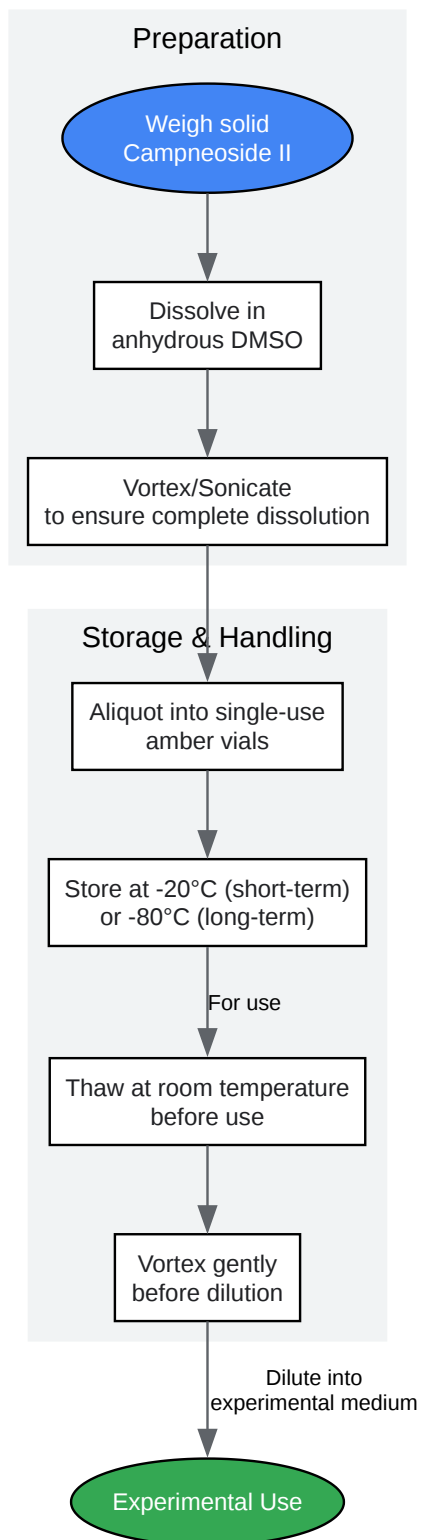 Preparation
Weigh solid
Campneoside II
Dissolve in
anhydrous DMSO
Vortex/Sonicate
to ensure complete dissolution
Storage & Handling
Aliquot into single-use
amber vials
Store at -20°C (short-term)
or -80°C (long-term)
For use
Thaw at room temperature
before use
Vortex gently
before dilution
Dilute into
experimental medium
Experimental Use